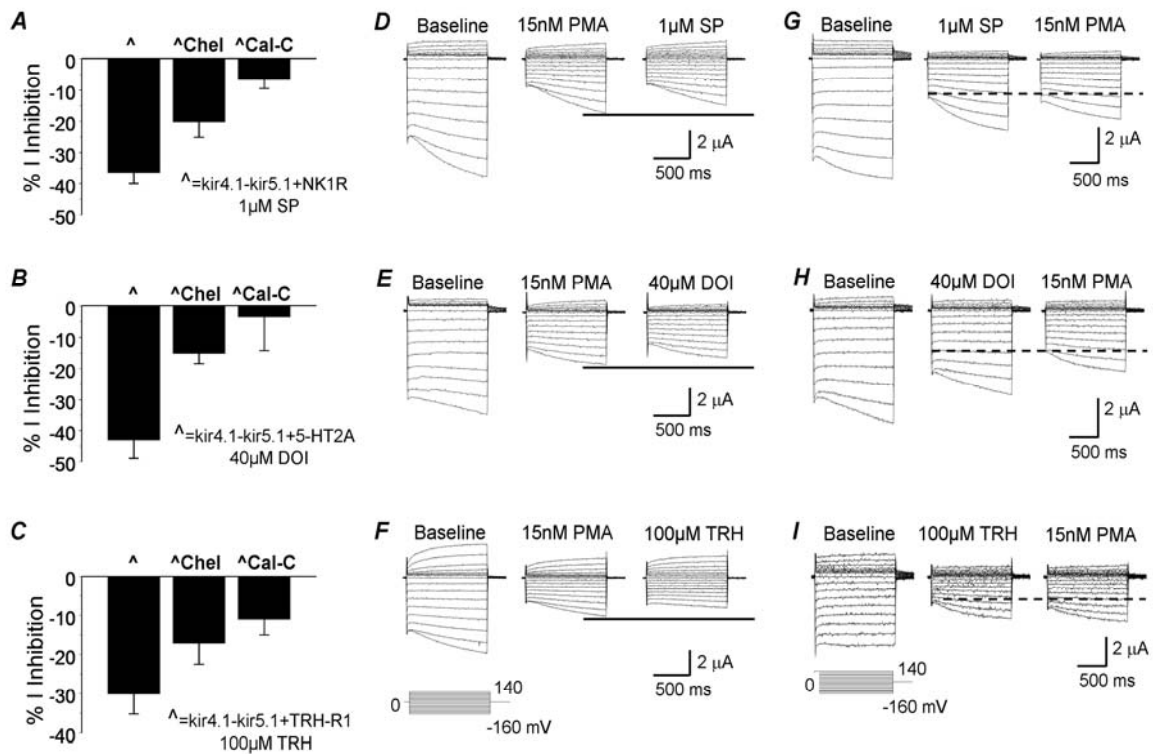 A
^ ^Chel ^Cal-C
0
-10
-20
-30
-40
-50
% I Inhibition
^=kir4.1-kir5.1+NK1R
1µM SP
B
^ ^Chel ^Cal-C
0
-10
-20
-30
-40
-50
% I Inhibition
^=kir4.1-kir5.1+5-HT2A
40µM DOI
C
^ ^Chel ^Cal-C
0
-10
-20
-30
-40
% I Inhibition
^=kir4.1-kir5.1+TRH-R1
100µM TRH
D
Baseline 15nM PMA 1µM SP
2 µA
500 ms
E
Baseline 15nM PMA 40µM DOI
2 µA
500 ms
F
Baseline 15nM PMA 100µM TRH
2 µA
500 ms
0 140
-160 mV
G
Baseline 1µM SP 15nM PMA
2 µA
500 ms
H
Baseline 40µM DOI 15nM PMA
2 µA
500 ms
I
Baseline 100µM TRH 15nM PMA
2 µA
500 ms
0 140
-160 mV